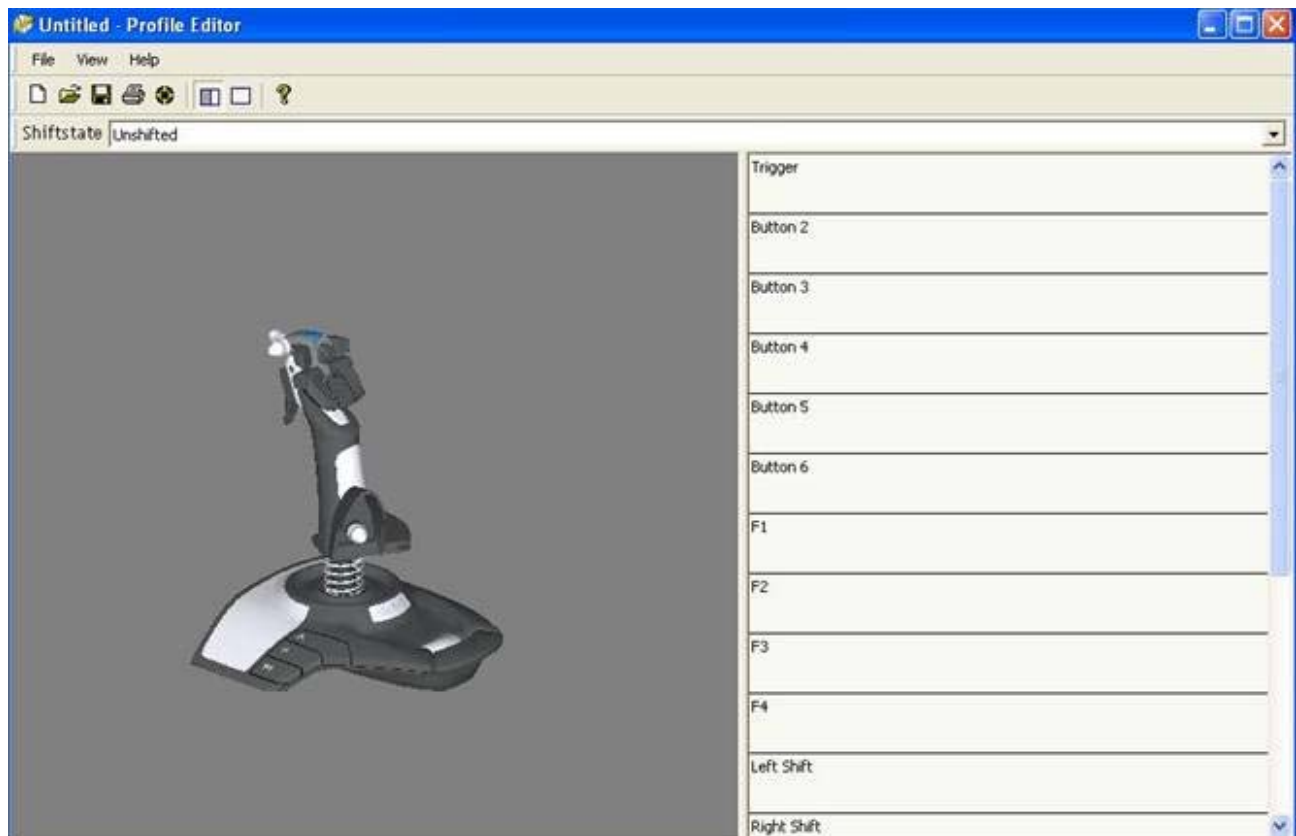 Untitled - Profile Editor
File View Help
Shiftstate Unshifted
Trigger
Button 2
Button 3
Button 4
Button 5
Button 6
F1
F2
F3
F4
Left Shift
Right Shift